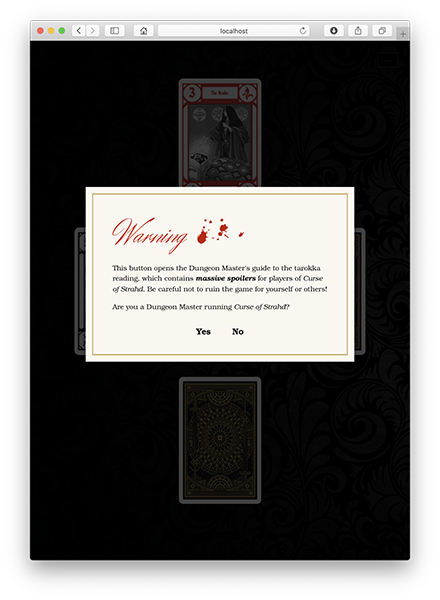 localhost
3
The Healer
Warning
This button opens the Dungeon Master's guide to the tarokka
reading, which contains massive spoilers for players of Curse
of Strahd. Be careful not to ruin the game for yourself or others!
Are you a Dungeon Master running Curse of Strahd?
Yes No